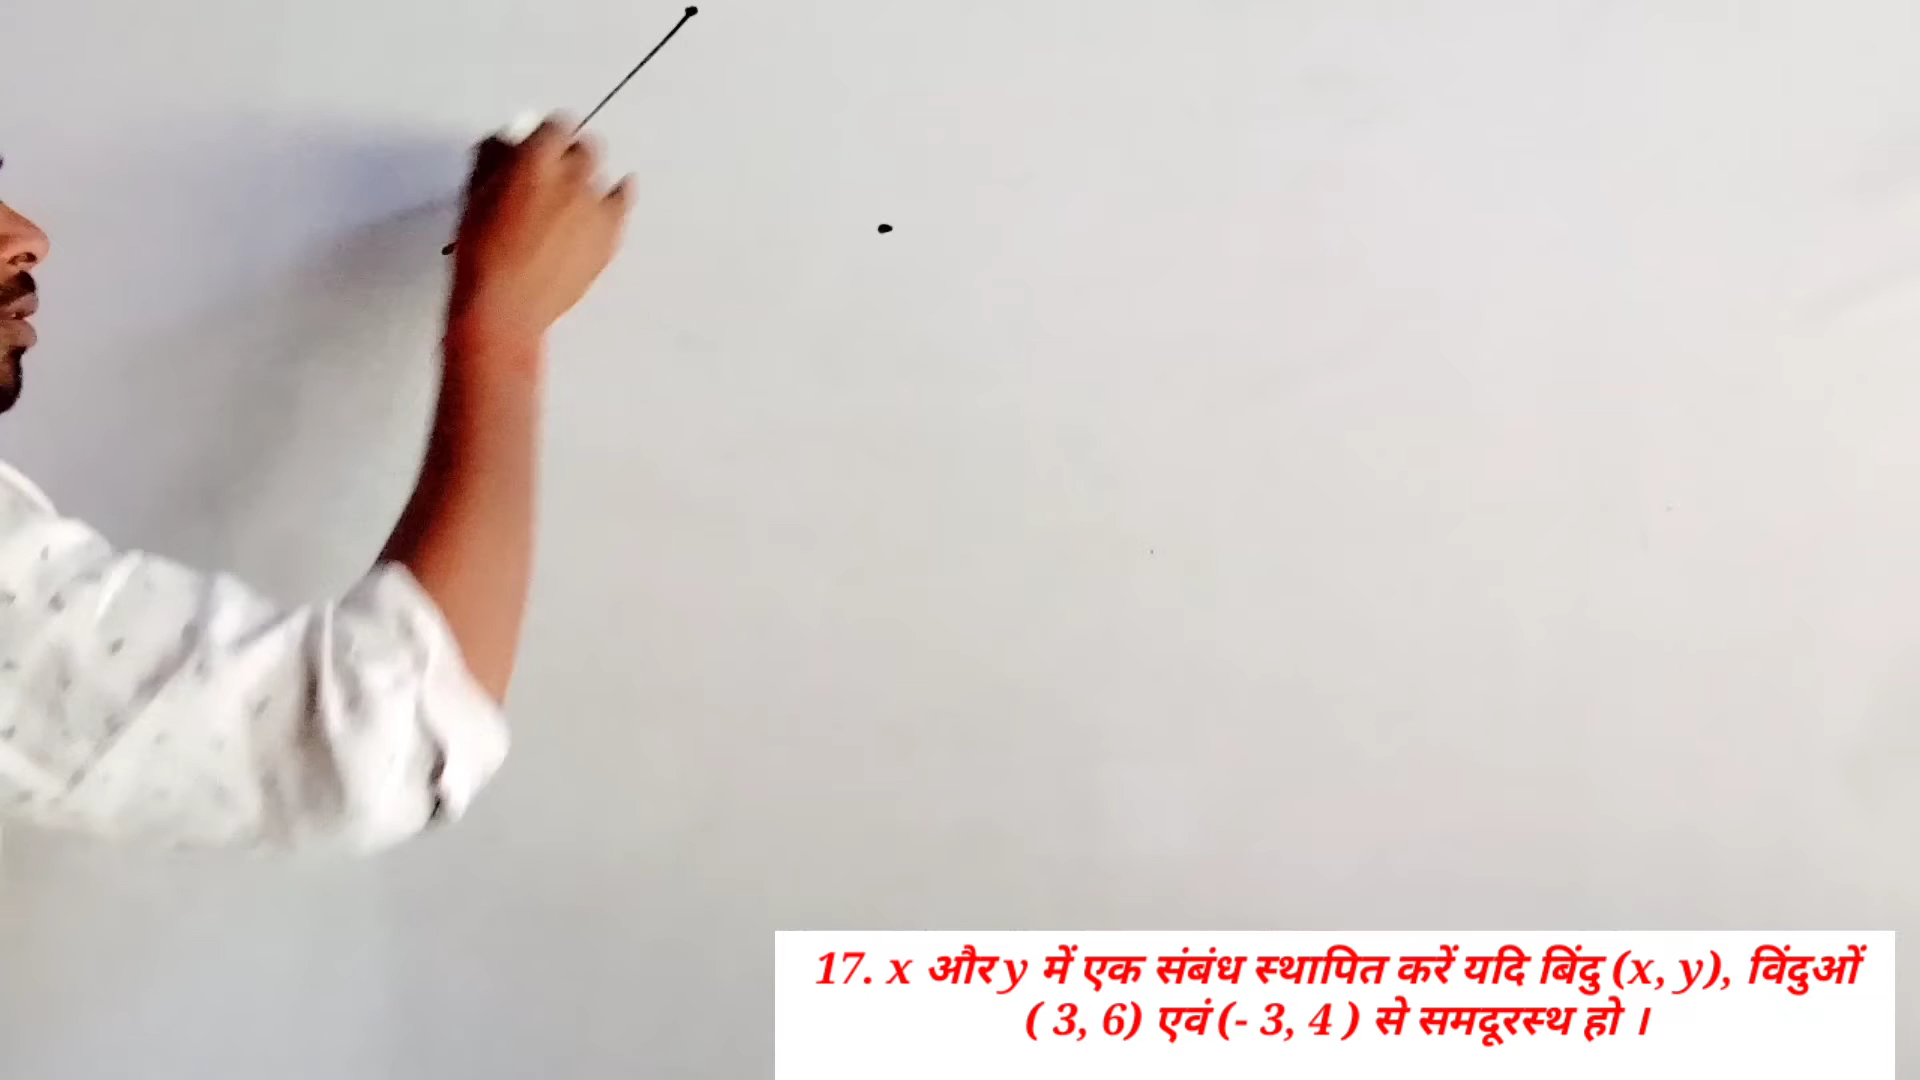 17. x और y में एक संबंध स्थापित करें यदि बिंदु (x, y), विंदुओं
( 3, 6) एवं (- 3, 4 ) से समदूरस्थ हो ।